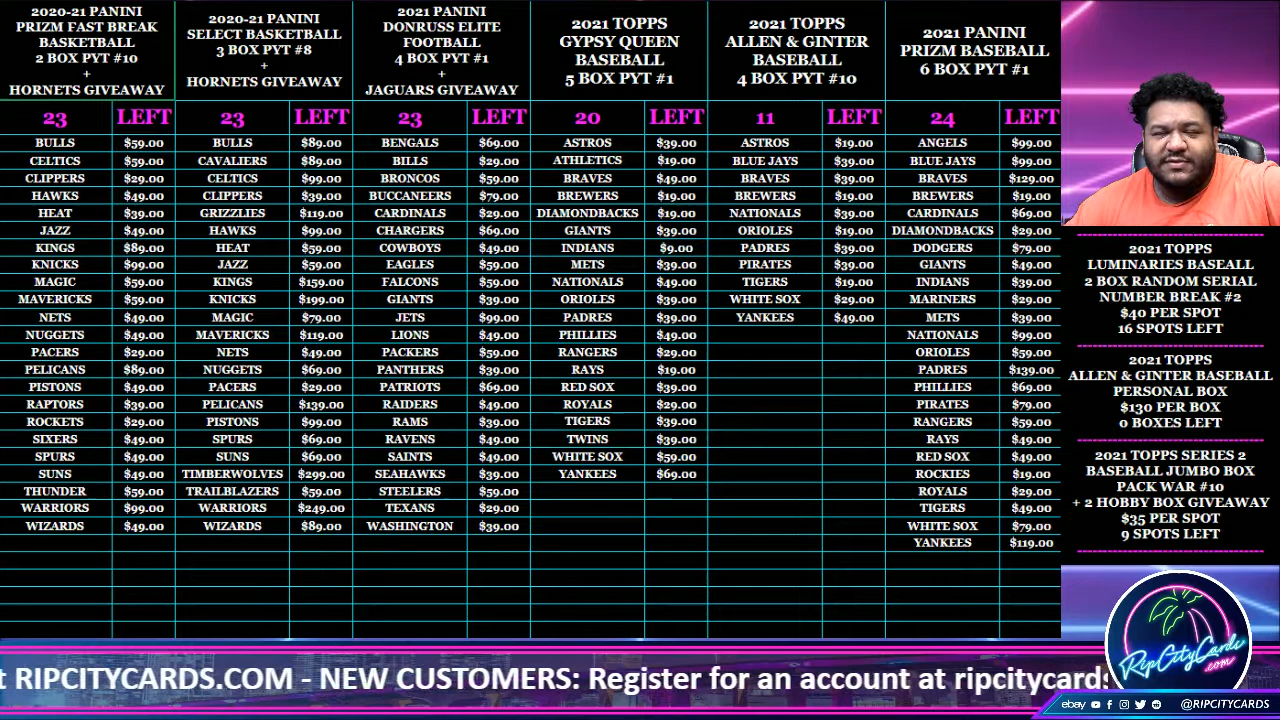 2020-21 PANINI
PRIZM FAST BREAK
BASKETBALL
2 BOX PYT #10
+
HORNETS GIVEAWAY
23 LEFT
BULLS $59.00
CELTICS $59.00
CLIPPERS $29.00
HAWKS $49.00
HEAT $39.00
JAZZ $49.00
KINGS $89.00
KNICKS $99.00
MAGIC $59.00
MAVERICKS $59.00
NETS $49.00
NUGGETS $49.00
PACERS $29.00
PELICANS $89.00
PISTONS $49.00
RAPTORS $39.00
ROCKETS $29.00
SIXERS $49.00
SPURS $49.00
SUNS $49.00
THUNDER $59.00
WARRIORS $99.00
WIZARDS $49.00
2020-21 PANINI
SELECT BASKETBALL
3 BOX PYT #8
+
HORNETS GIVEAWAY
23 LEFT
BULLS $89.00
CAVALIERS $89.00
CELTICS $99.00
CLIPPERS $39.00
GRIZZLIES $119.00
HAWKS $99.00
HEAT $59.00
JAZZ $59.00
KINGS $159.00
KNICKS $199.00
MAGIC $79.00
MAVERICKS $119.00
NETS $49.00
NUGGETS $69.00
PACERS $29.00
PELICANS $139.00
PISTONS $99.00
SPURS $69.00
SUNS $69.00
TIMBERWOLVES $299.00
TRAILBLAZERS $59.00
WARRIORS $249.00
WIZARDS $89.00
2021 PANINI
DONRUSS ELITE
FOOTBALL
4 BOX PYT #1
+
JAGUARS GIVEAWAY
23 LEFT
BENGALS $69.00
BILLS $29.00
BRONCOS $59.00
BUCCANEERS $79.00
CARDINALS $29.00
CHARGERS $69.00
COWBOYS $49.00
EAGLES $59.00
FALCONS $59.00
GIANTS $39.00
JETS $99.00
LIONS $49.00
PACKERS $59.00
PANTHERS $39.00
PATRIOTS $69.00
RAIDERS $49.00
RAMS $39.00
RAVENS $49.00
SAINTS $49.00
SEAHAWKS $39.00
STEELERS $59.00
TEXANS $29.00
WASHINGTON $39.00
2021 TOPPS
GYPSY QUEEN
BASEBALL
5 BOX PYT #1
20 LEFT
ASTROS $39.00
ATHLETICS $19.00
BRAVES $49.00
BREWERS $19.00
DIAMONDBACKS $19.00
GIANTS $39.00
INDIANS $9.00
METS $39.00
NATIONALS $49.00
ORIOLES $39.00
PADRES $39.00
PHILLIES $49.00
RANGERS $29.00
RAYS $19.00
RED SOX $39.00
ROYALS $29.00
TIGERS $39.00
TWINS $39.00
WHITE SOX $59.00
YANKEES $69.00
2021 TOPPS
ALLEN & GINTER
BASEBALL
4 BOX PYT #10
11 LEFT
ASTROS $19.00
BLUE JAYS $39.00
BRAVES $39.00
BREWERS $19.00
NATIONALS $39.00
ORIOLES $19.00
PADRES $39.00
PIRATES $39.00
TIGERS $19.00
WHITE SOX $29.00
YANKEES $49.00
2021 PANINI
PRIZM BASEBALL
6 BOX PYT #1
24 LEFT
ANGELS $99.00
BLUE JAYS $99.00
BRAVES $129.00
BREWERS $19.00
CARDINALS $69.00
DIAMONDBACKS $29.00
DODGERS $79.00
GIANTS $49.00
INDIANS $39.00
MARINERS $29.00
METS $39.00
NATIONALS $99.00
ORIOLES $59.00
PADRES $139.00
PHILLIES $69.00
PIRATES $79.00
RANGERS $59.00
RAYS $49.00
RED SOX $49.00
ROCKIES $19.00
ROYALS $29.00
TIGERS $49.00
WHITE SOX $79.00
YANKEES $119.00
2021 TOPPS
LUMINARIES BASEALL
2 BOX RANDOM SERIAL
NUMBER BREAK #2
$40 PER SPOT
16 SPOTS LEFT
2021 TOPPS
ALLEN & GINTER BASEBALL
PERSONAL BOX
$130 PER BOX
0 BOXES LEFT
2021 TOPPS SERIES 2
BASEBALL JUMBO BOX
PACK WAR #10
+ 2 HOBBY BOX GIVEAWAY
$35 PER SPOT
9 SPOTS LEFT
RipCityCards
.com
t RIPCITYCARDS.COM - NEW CUSTOMERS: Register for an account at ripcitycards
ebay @RIPCITYCARDS